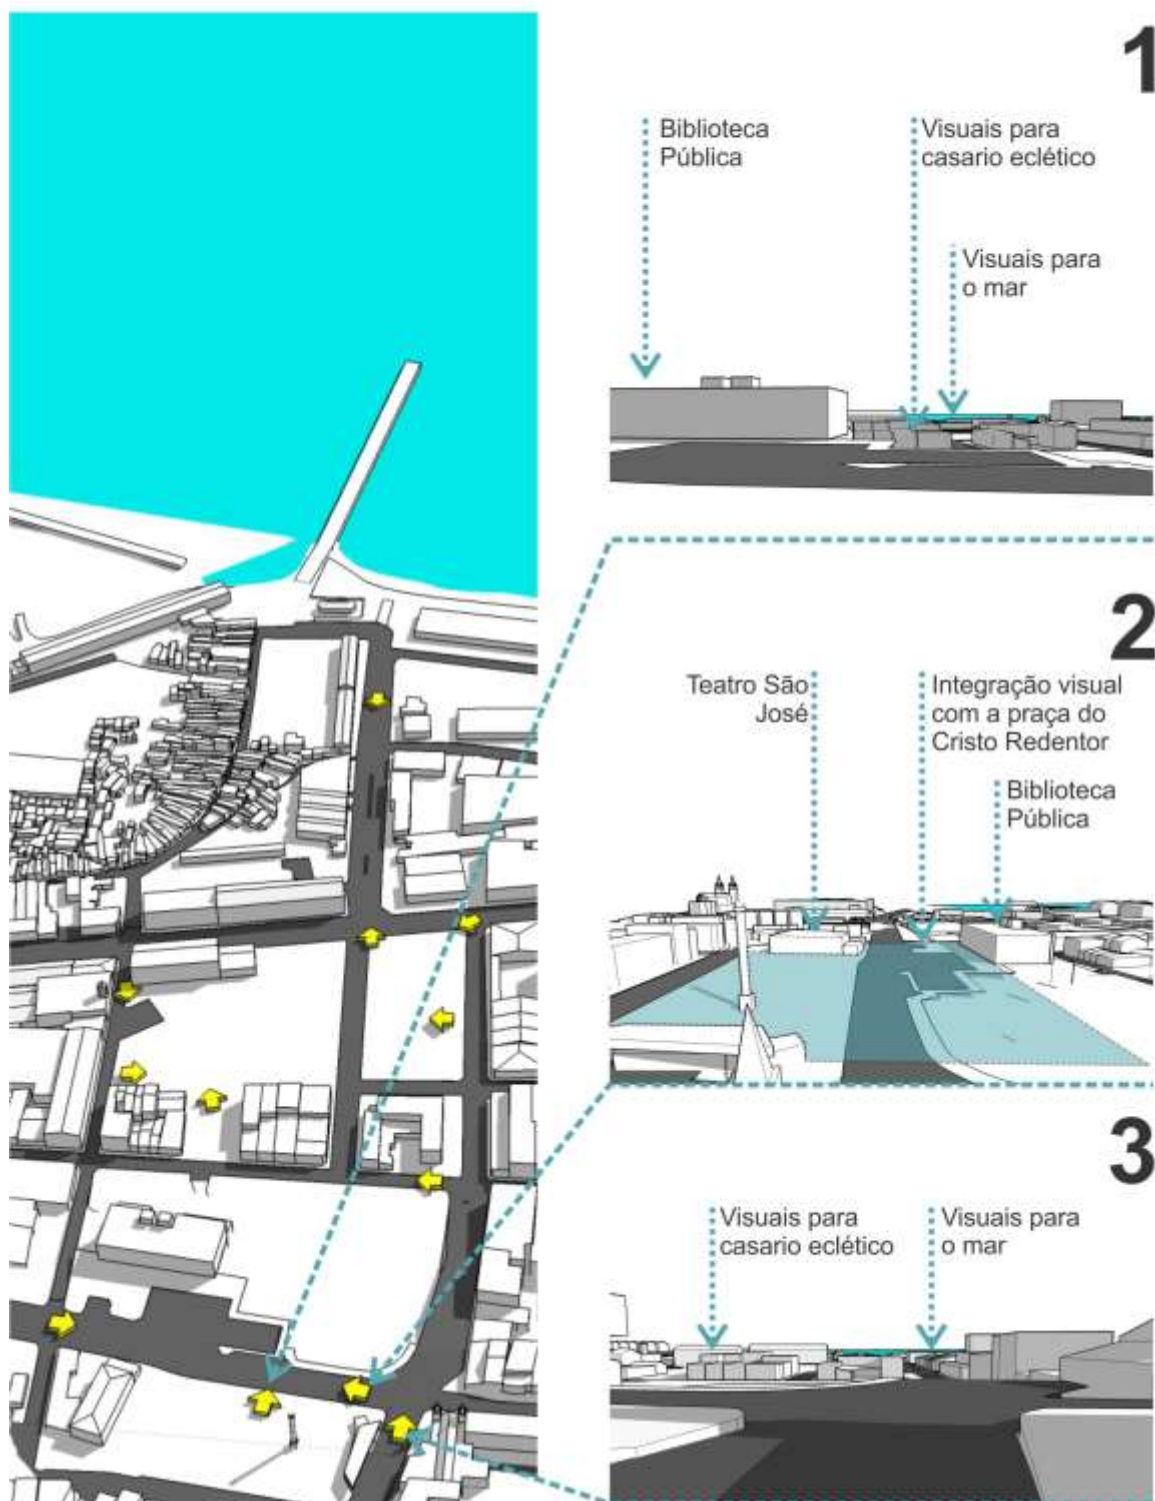 1
Biblioteca
Pública
Visuais para
casario eclético
Visuais para
o mar
2
Teatro São
José
Integração visual
com a praça do
Cristo Redentor
Biblioteca
Pública
3
Visuais para
casario eclético
Visuais para
o mar